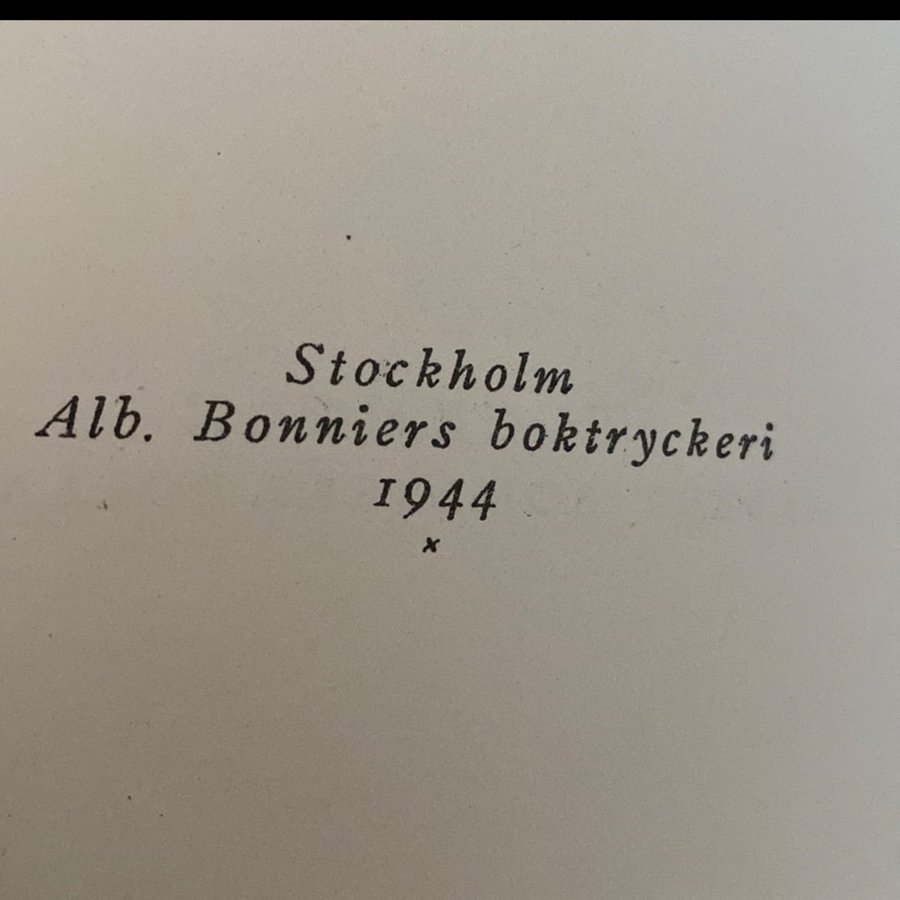 Stockholm
Alb. Bonniers boktryckeri
1944
×